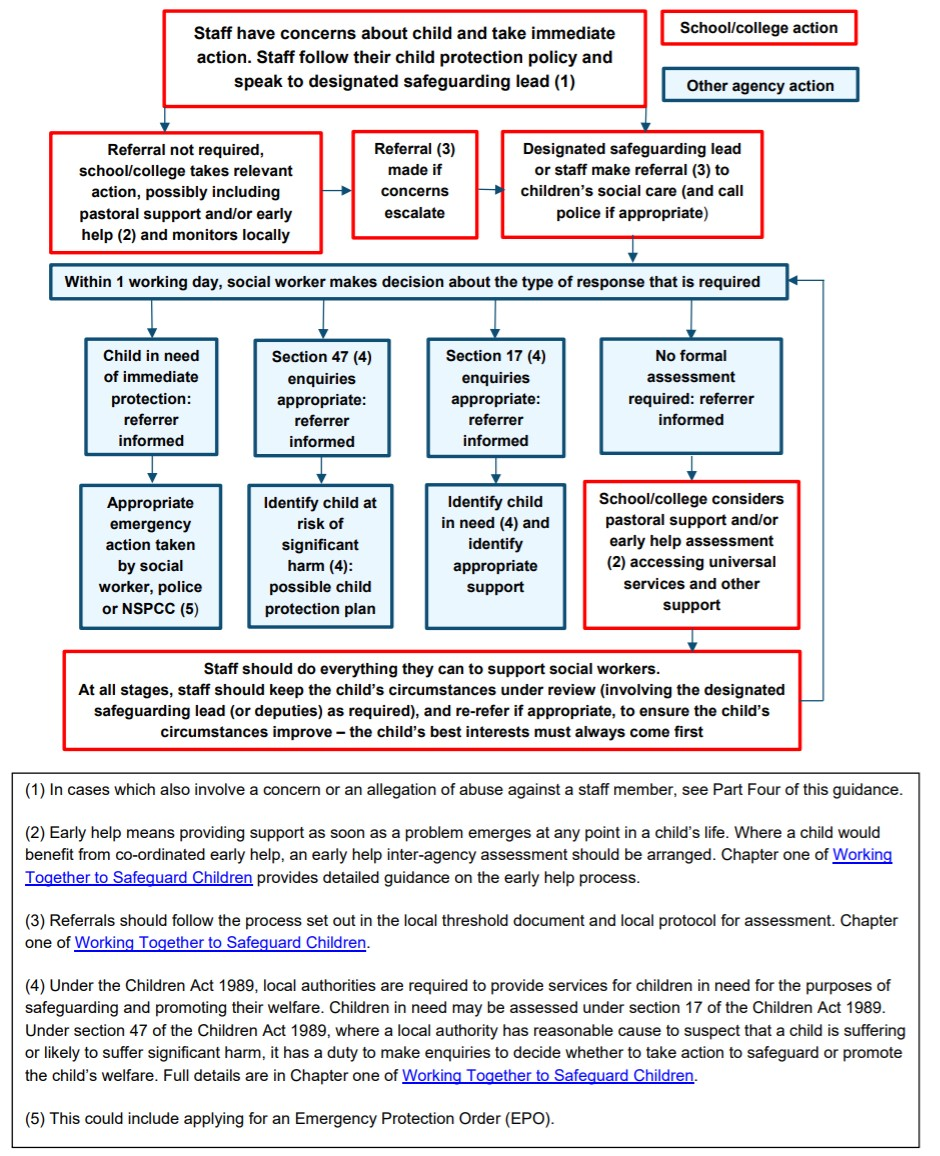 Staff have concerns about child and take immediate
action. Staff follow their child protection policy and
speak to designated safeguarding lead (1)
School/college action
Other agency action
Referral not required,
school/college takes relevant
action, possibly including
pastoral support and/or early
help (2) and monitors locally
Referral (3)
made if
concerns
escalate
Designated safeguarding lead
or staff make referral (3) to
children’s social care (and call
police if appropriate)
Within 1 working day, social worker makes decision about the type of response that is required
Child in need
of immediate
protection:
referrer
informed
Section 47 (4)
enquiries
appropriate:
referrer
informed
Section 17 (4)
enquiries
appropriate:
referrer
informed
No formal
assessment
required: referrer
informed
Appropriate
emergency
action taken
by social
worker, police
or NSPCC (5)
Identify child at
risk of
significant
harm (4):
possible child
protection plan
Identify child
in need (4) and
identify
appropriate
support
School/college considers
pastoral support and/or
early help assessment
(2) accessing universal
services and other
support
Staff should do everything they can to support social workers.
At all stages, staff should keep the child’s circumstances under review (involving the designated
safeguarding lead (or deputies) as required), and re-refer if appropriate, to ensure the child’s
circumstances improve – the child’s best interests must always come first
(1) In cases which also involve a concern or an allegation of abuse against a staff member, see Part Four of this guidance.
(2) Early help means providing support as soon as a problem emerges at any point in a child’s life. Where a child would
benefit from co-ordinated early help, an early help inter-agency assessment should be arranged. Chapter one of Working
Together to Safeguard Children provides detailed guidance on the early help process.
(3) Referrals should follow the process set out in the local threshold document and local protocol for assessment. Chapter
one of Working Together to Safeguard Children.
(4) Under the Children Act 1989, local authorities are required to provide services for children in need for the purposes of
safeguarding and promoting their welfare. Children in need may be assessed under section 17 of the Children Act 1989.
Under section 47 of the Children Act 1989, where a local authority has reasonable cause to suspect that a child is suffering
or likely to suffer significant harm, it has a duty to make enquiries to decide whether to take action to safeguard or promote
the child’s welfare. Full details are in Chapter one of Working Together to Safeguard Children.
(5) This could include applying for an Emergency Protection Order (EPO).